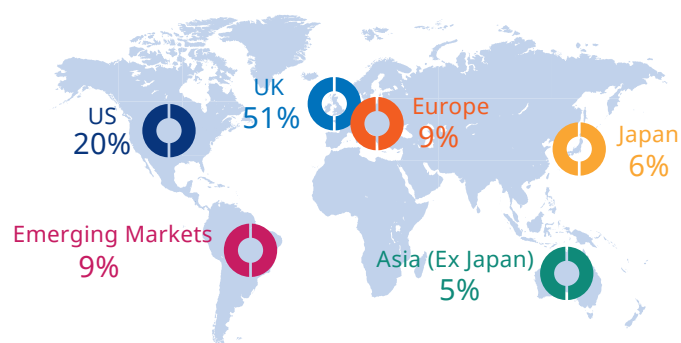 US
20%
UK
51%
Europe
9%
Japan
6%
Emerging Markets
9%
Asia (Ex Japan)
5%